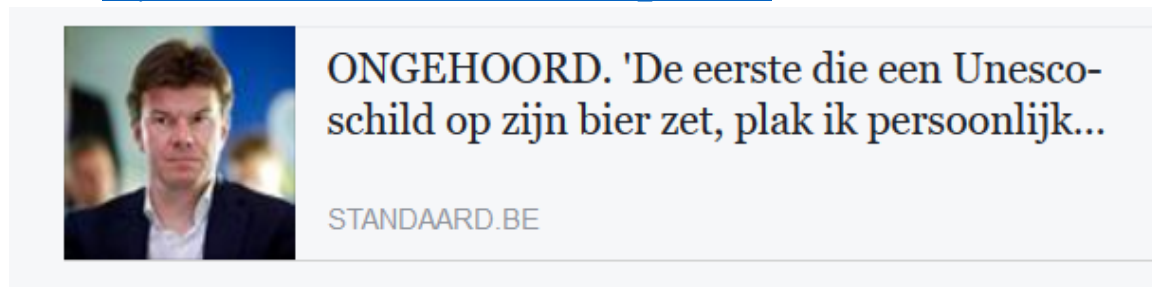 ONGEHOORD. 'De eerste die een Unesco-
schild op zijn bier zet, plak ik persoonlijk...
STANDAARD.BE